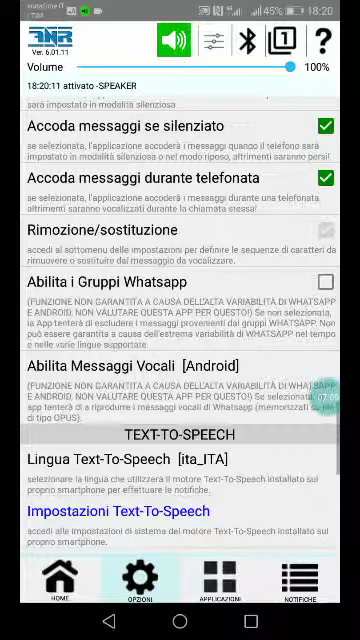 vodafone IT
TIM
45% 18:20
Ver. 6.01.11
1
?
Volume 100%
18:20:11 attivato -SPEAKER
sarà impostato in modalità silenziosa
Accoda messaggi se silenziato
se selezionata, l'applicazione accoderà i messaggi quando il telefono sarà
impostato in modalità silenziosa o nel modo riposo, altrimenti saranno persi!
Accoda messaggi durante telefonata
se selezionata, l'applicazione accoderà i messaggi durante una telefonata,
altrimenti saranno vocalizzati durante la chiamata stessa!
Rimozione/sostituzione
accedi al sottomenu delle impostazioni per definire le sequenze di caratteri da
rimuovere o sostituire dal messaggio da vocalizzare.
Abilita i Gruppi Whatsapp
(FUNZIONE NON GARANTITA A CAUSA DELL'ALTA VARIABILITÀ DI WHATSAPP
E ANDROID, NON VALUTARE QUESTA APP PER QUESTO!) Se non selezionata,
la App tenterà di escludere i messaggi provenienti dai gruppi WHATSAPP. Non
può essere garantita a causa dell'estrema variabilità di WHATSAPP nel tempo
e nelle varie lingue supportate
Abilita Messaggi Vocali [Android]
(FUNZIONE NON GARANTITA A CAUSA DELL'ALTA VARIABILITÀ DI WHATSAPP
E ANDROID, NON VALUTARE QUESTA APP PER QUESTO!) Se selezionata,
app tenterà di a riprodurre i messaggi vocali di Whatsapp (memorizzati
di tipo OPUS).
TEXT-TO-SPEECH
Lingua Text-To-Speech [ita_ITA]
selezionare la lingua che utilizzerà il motore Text-To-Speech installato sul
proprio smartphone per effettuare le notifiche.
Impostazioni Text-To-Speech
accedi alle impostazioni di sistema del motore Text-To-Speech installato sul
proprio smartphone.
HOME OPZIONI APPLICAZIONI NOTIFICHE